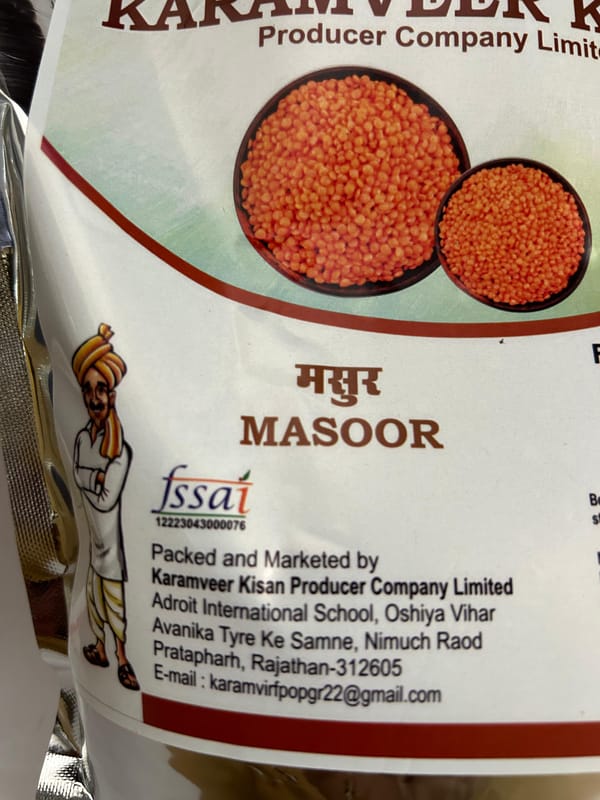 KARAMVEER K
Producer Company Limite
मसुर
MASOOR
fssai
12223043000076
Packed and Marketed by
Karamveer Kisan Producer Company Limited
Adroit International School, Oshiya Vihar
Avanika Tyre Ke Samne, Nimuch Raod
Pratapharh, Rajathan-312605
E-mail : karamvirfpopgr22@gmail.com